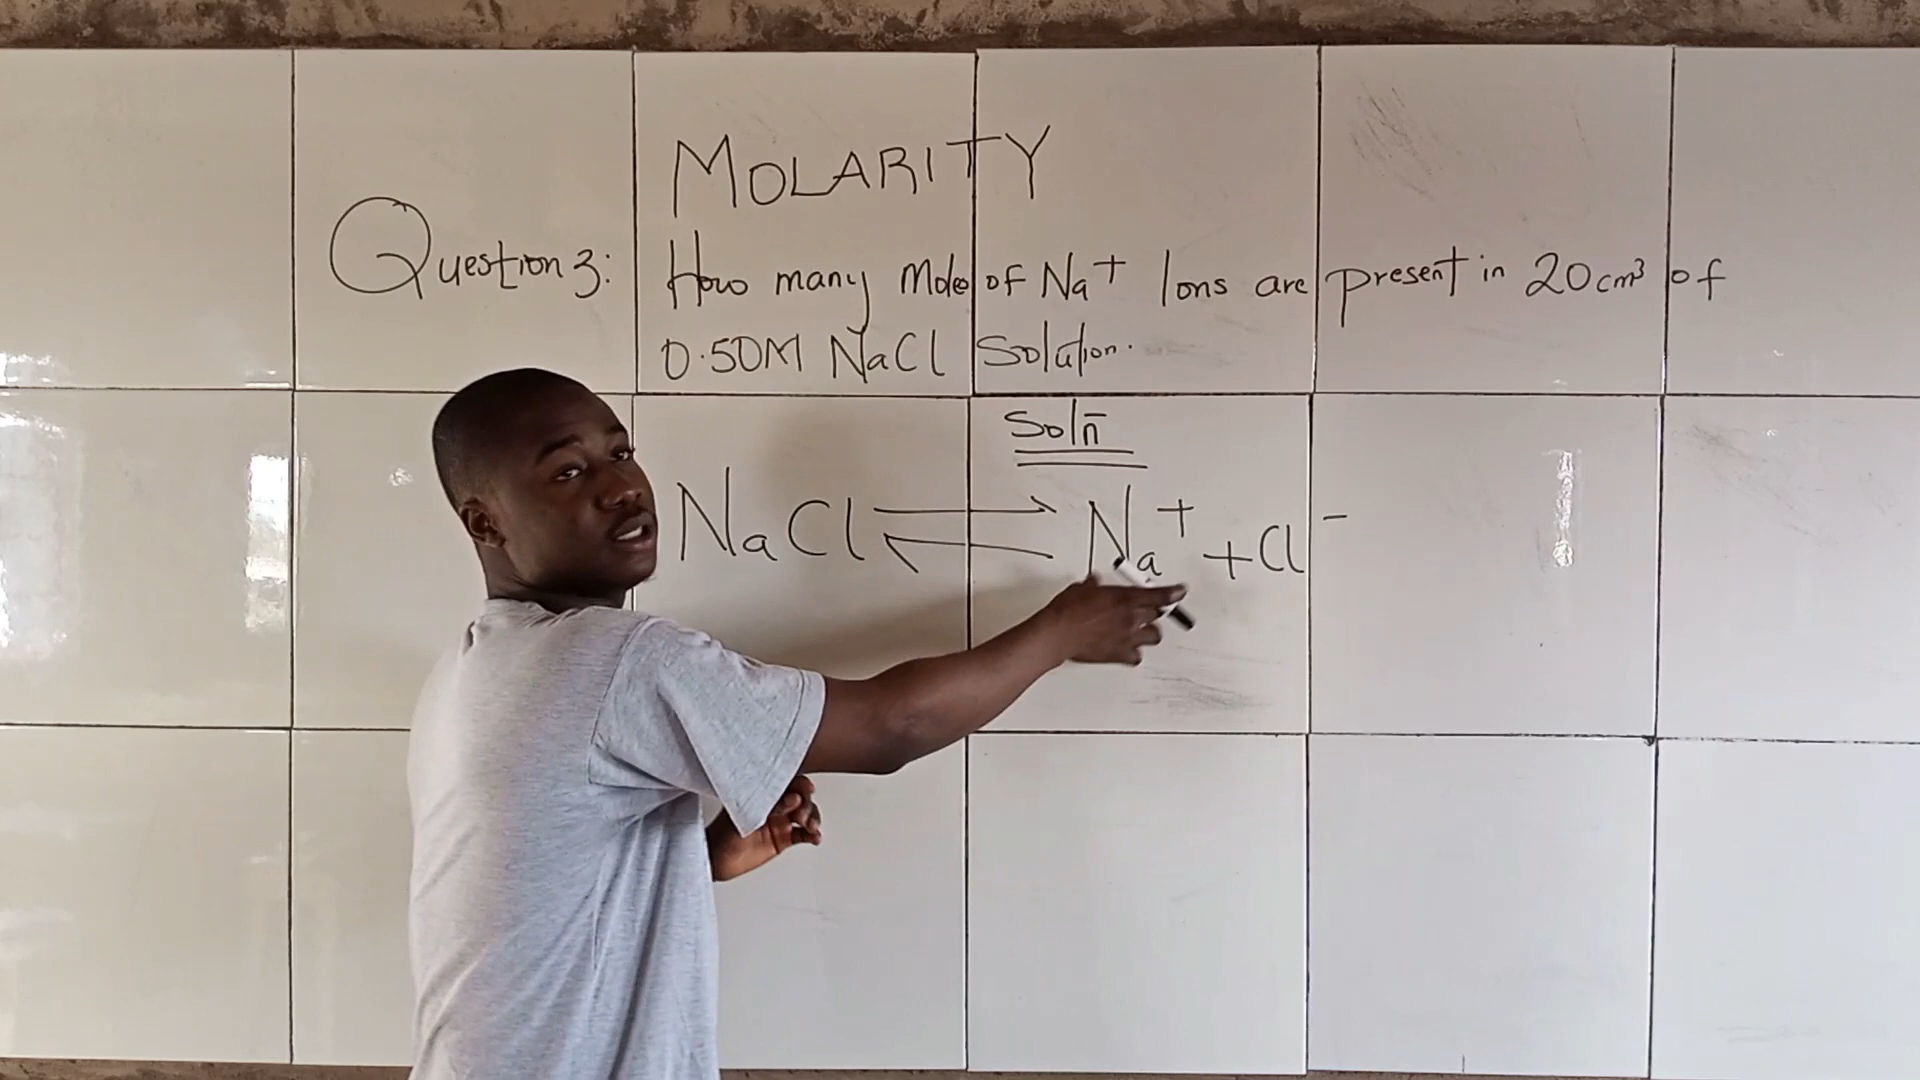 MOLARITY
Question 3: How many Moles of Na+ Ions are present in 20cm³ of
0.50M NaCl Solution.
Soln̄
NaCl ⇌ Na⁺ + Cl⁻